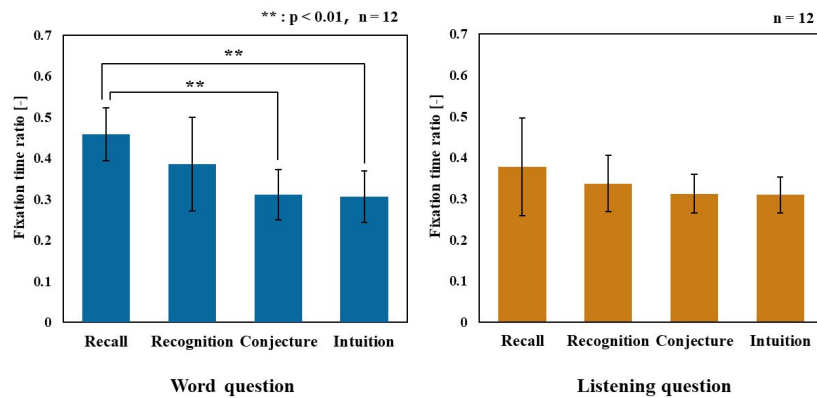 ** : p < 0.01,  n = 12
Fixation time ratio [-]
0.7
0.6
0.5
0.4
0.3
0.2
0.1
0
**
**
Recall Recognition Conjecture Intuition
Word question
n = 12
Fixation time ratio [-]
0.7
0.6
0.5
0.4
0.3
0.2
0.1
0
Recall Recognition Conjecture Intuition
Listening question